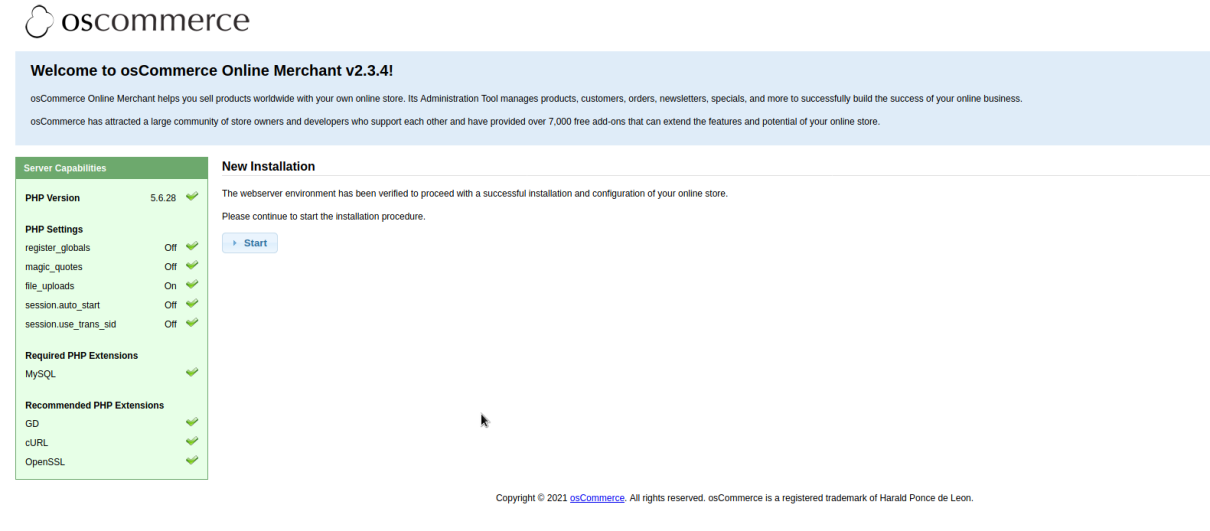 oscommerce
Welcome to osCommerce Online Merchant v2.3.4!
osCommerce Online Merchant helps you sell products worldwide with your own online store. Its Administration Tool manages products, customers, orders, newsletters, specials, and more to successfully build the success of your online business.
osCommerce has attracted a large community of store owners and developers who support each other and have provided over 7,000 free add-ons that can extend the features and potential of your online store.
Server Capabilities
PHP Version 5.6.28
PHP Settings
register_globals Off
magic_quotes Off
file_uploads On
session.auto_start Off
session.use_trans_sid Off
Required PHP Extensions
MySQL
Recommended PHP Extensions
GD
cURL
OpenSSL
New Installation
The webserver environment has been verified to proceed with a successful installation and configuration of your online store.
Please continue to start the installation procedure.
Start
Copyright © 2021 osCommerce. All rights reserved. osCommerce is a registered trademark of Harald Ponce de Leon.